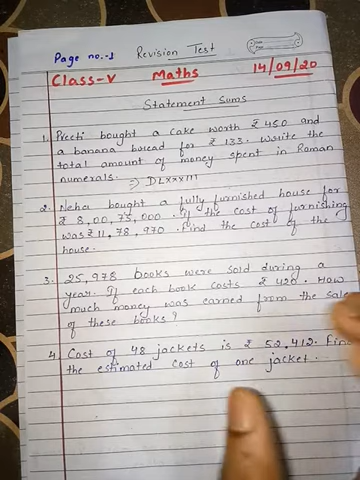 Page no.-1 Revision Test
Class-V Maths 14/09/20
Statement Sums
1. Preeti bought a cake worth ₹ 450 and
a banana bread for ₹ 133. Write the
total amount of money spent in Roman
numerals. ⇒ DLXXXIII
2. Neha bought a fully furnished house for
₹ 8,00,75,000. If the cost of furnishing
was ₹ 11,78,970. Find the cost of the
house.
3. 25,978 books were sold during a
year. If each book costs ₹ 420. How
much money was earned from the sale
of these books?
4. Cost of 48 jackets is ₹ 52,412. Find
the estimated cost of one jacket.